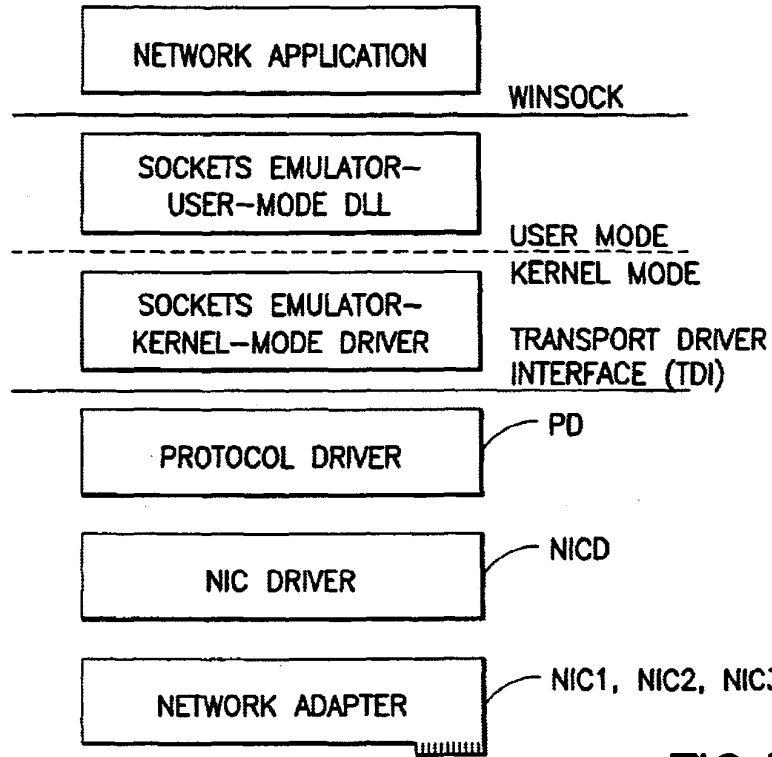 NETWORK APPLICATION
WINSOCK
SOCKETS EMULATOR-
USER-MODE DLL
USER MODE
KERNEL MODE
SOCKETS EMULATOR-
KERNEL-MODE DRIVER
TRANSPORT DRIVER
INTERFACE (TDI)
PROTOCOL DRIVER
PD
NIC DRIVER
NICD
NETWORK ADAPTER
NIC1, NIC2, NIC3